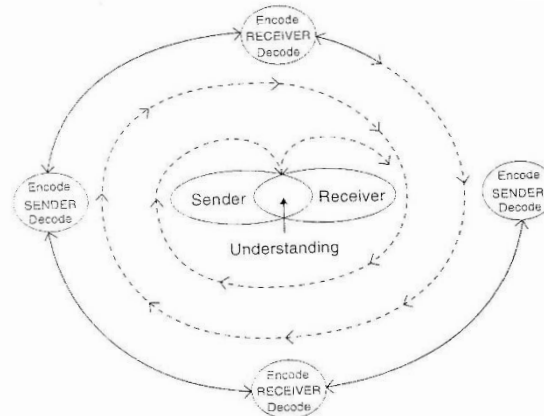 Encode
RECEIVER
Decode
Encode
SENDER
Decode
Encode
SENDER
Decode
Sender
Receiver
Understanding
Encode
RECEIVER
Decode